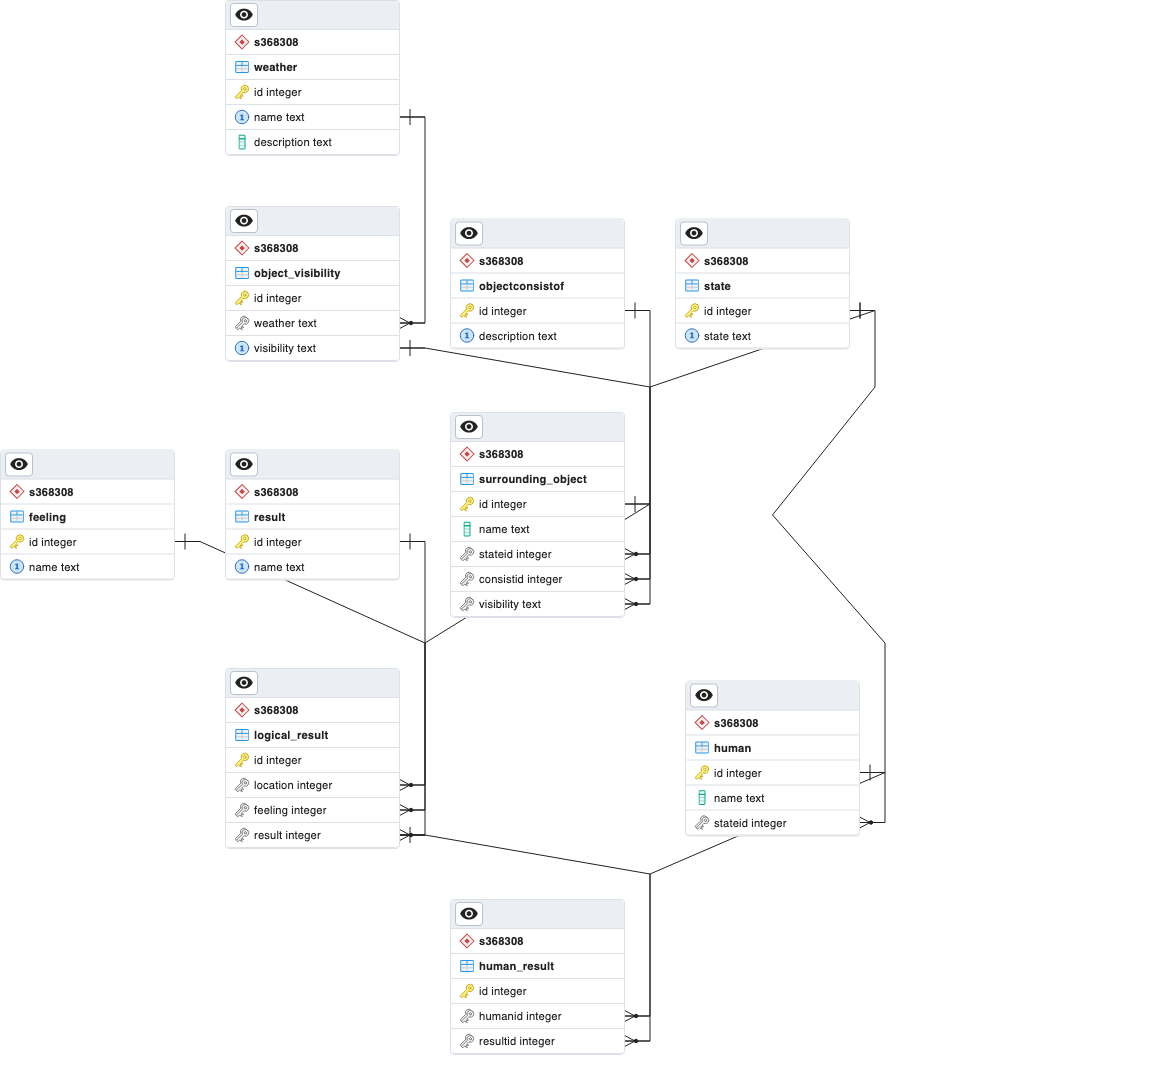 s368308
weather
id integer
name text
description text
s368308
object_visibility
id integer
weather text
visibility text
s368308
objectconsistof
id integer
description text
s368308
state
id integer
state text
s368308
feeling
id integer
name text
s368308
result
id integer
name text
s368308
surrounding_object
id integer
name text
stateid integer
consistid integer
visibility text
s368308
logical_result
id integer
location integer
feeling integer
result integer
s368308
human
id integer
name text
stateid integer
s368308
human_result
id integer
humanid integer
resultid integer